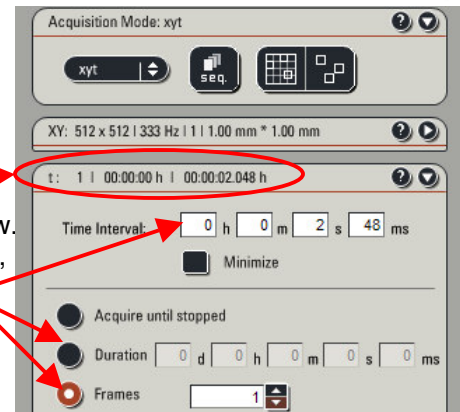 Acquisition Mode: xyt
xyt
seq.
XY: 512 x 512 | 333 Hz | 1 | 1.00 mm * 1.00 mm
t: 1 | 00:00:00 h | 00:00:02.048 h
w.
Time Interval: 0 h 0 m 2 s 48 ms
,
Minimize
Acquire until stopped
Duration 0 d 0 h 0 m 0 s 0 ms
Frames 1